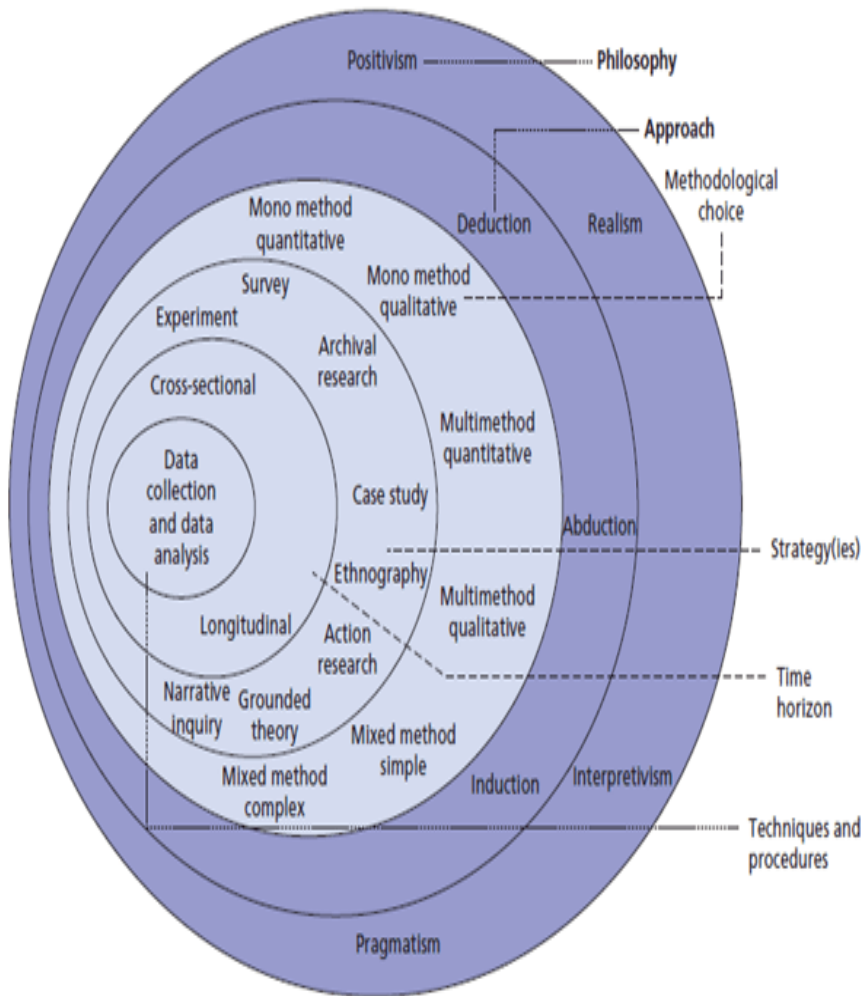 Positivism
Philosophy
Approach
Methodological
choice
Mono method
quantitative
Deduction
Realism
Mono method
qualitative
Survey
Experiment
Archival
research
Cross-sectional
Multimethod
quantitative
Data
collection
and data
analysis
Case study
Abduction
Strategy(ies)
Ethnography
Multimethod
qualitative
Longitudinal
Action
research
Time
horizon
Narrative
inquiry
Grounded
theory
Mixed method
simple
Mixed method
complex
Induction
Interpretivism
Techniques and
procedures
Pragmatism